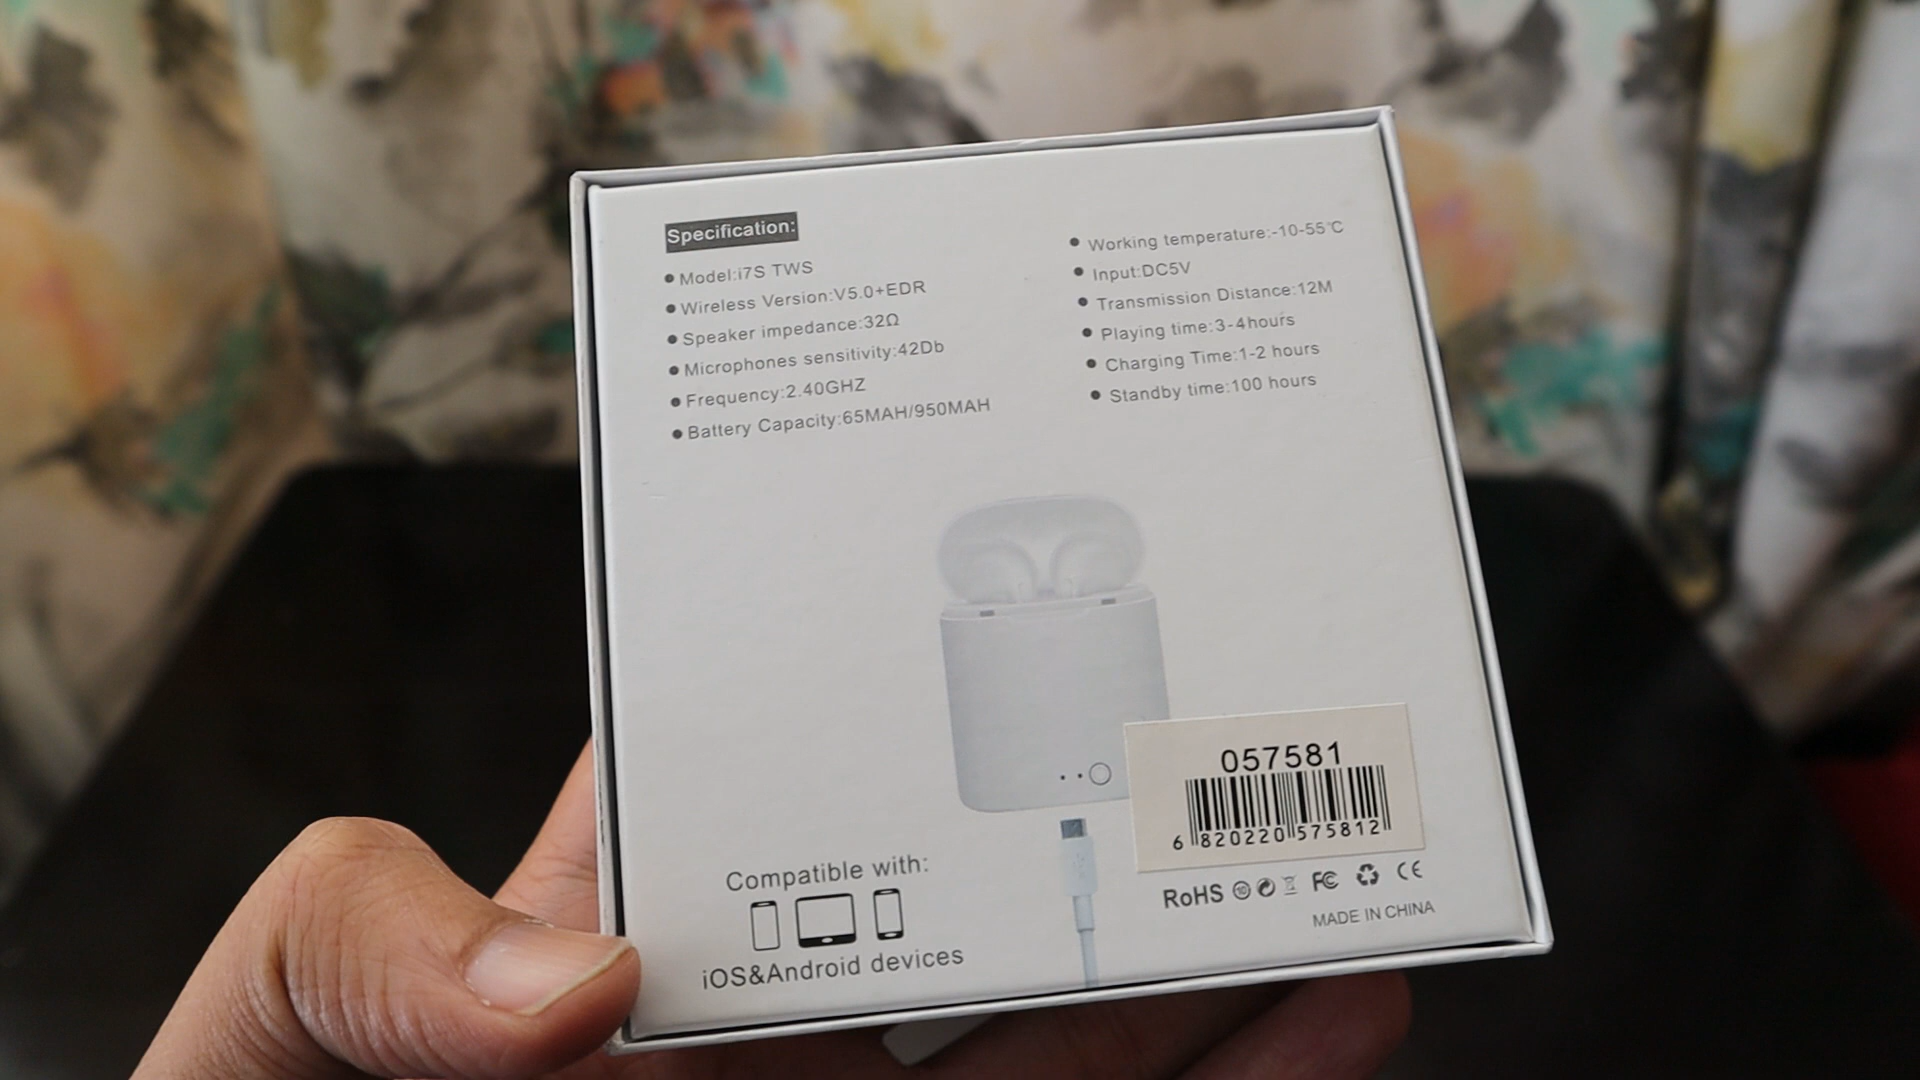 Specification:
●Model:i7S TWS
●Wireless Version:V5.0+EDR
●Speaker impedance:32Ω
●Microphones sensitivity:42Db
●Frequency:2.40GHZ
●Battery Capacity:65MAH/950MAH
●Working temperature:-10-55℃
●Input:DC5V
●Transmission Distance:12M
●Playing time:3-4hours
●Charging Time:1-2 hours
●Standby time:100 hours
057581
6 820220 575812
Compatible with:
iOS&Android devices
RoHS 10 FC CE
MADE IN CHINA